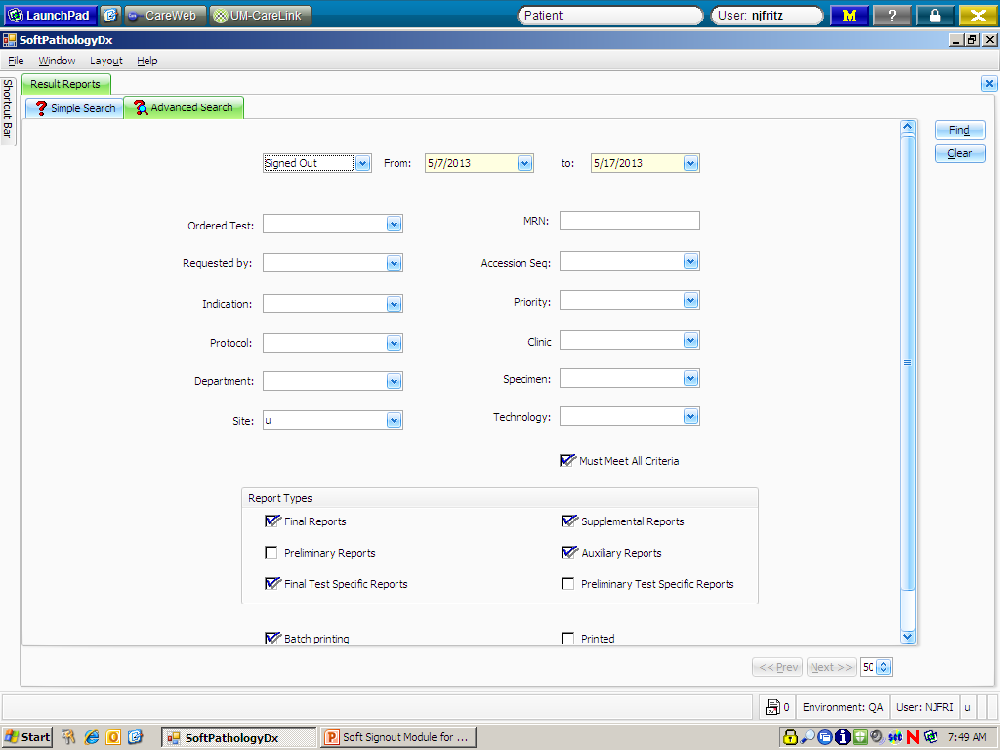 LaunchPad CareWeb UM-CareLink Patient: User: njfritz M ?
SoftPathologyDx
File Window Layout Help
Shortcut Bar
Result Reports
Simple Search Advanced Search
Find
Clear
Signed Out From: 5/7/2013 to: 5/17/2013
Ordered Test: MRN:
Requested by: Accession Seq:
Indication: Priority:
Protocol: Clinic
Department: Specimen:
Site: u Technology:
Must Meet All Criteria
Report Types
Final Reports Supplemental Reports
Preliminary Reports Auxiliary Reports
Final Test Specific Reports Preliminary Test Specific Reports
Batch printing Printed
<< Prev Next >> 50
0 Environment: QA User: NJFRI u
Start SoftPathologyDx Soft Signout Module for ... scc N 7:49 AM